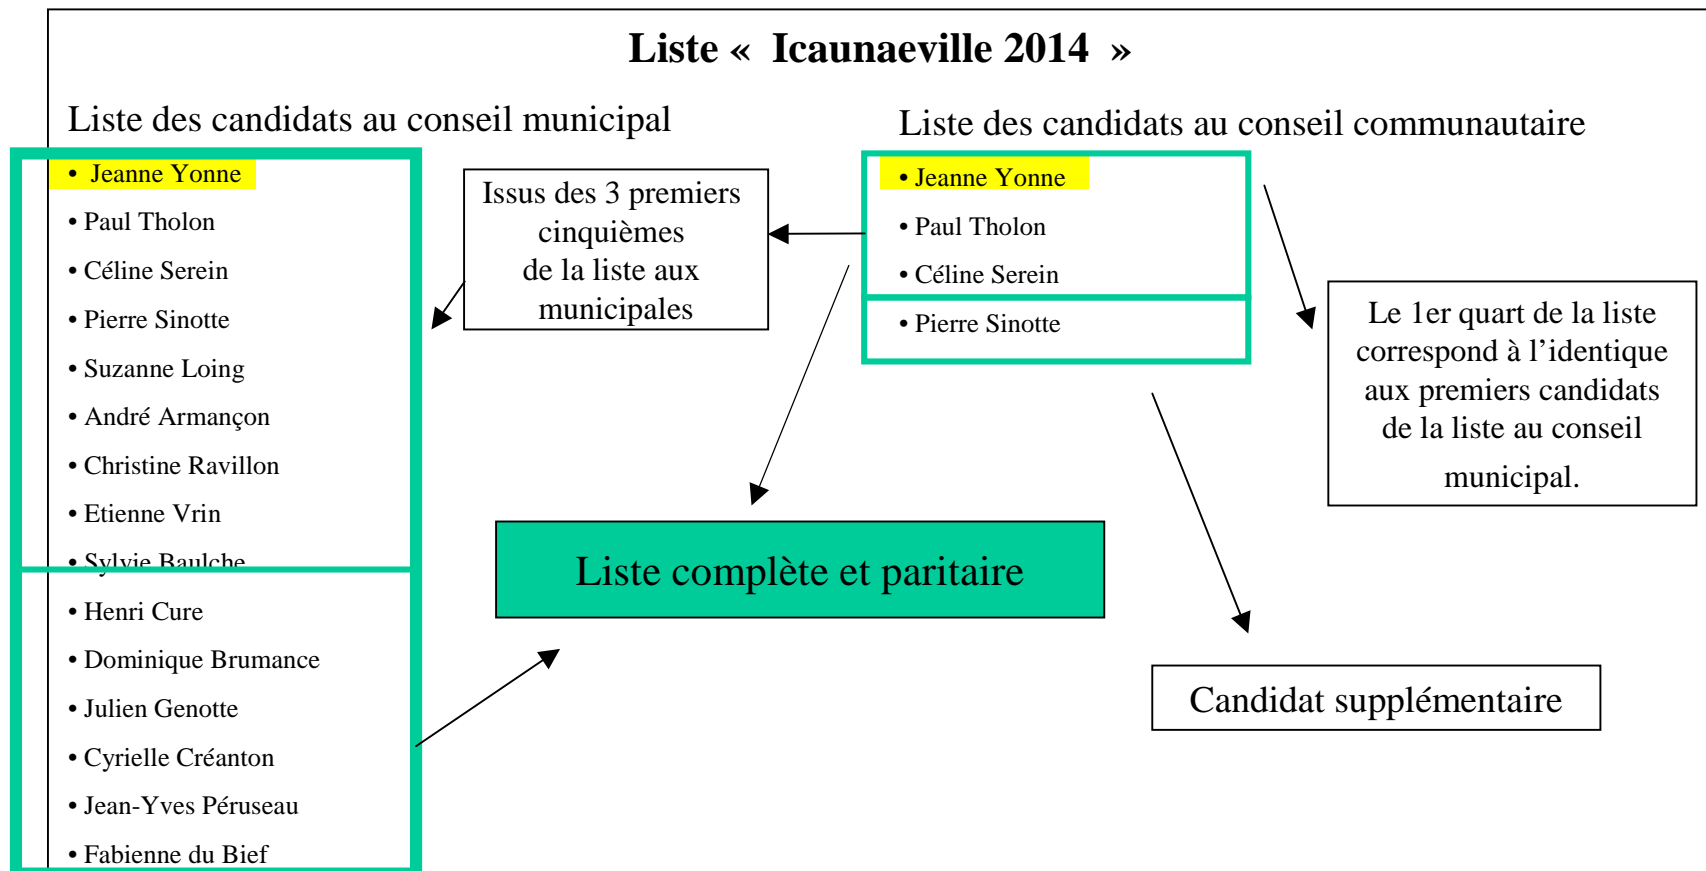 Liste « Icaunaeville 2014 »
Liste des candidats au conseil municipal
• Jeanne Yonne
• Paul Tholon
• Céline Serein
• Pierre Sinotte
• Suzanne Loing
• André Armançon
• Christine Ravillon
• Etienne Vrin
• Sylvie Baulche
• Henri Cure
• Dominique Brumance
• Julien Genotte
• Cyrielle Créanton
• Jean-Yves Péruseau
• Fabienne du Bief
Issus des 3 premiers
cinquièmes
de la liste aux
municipales
Liste des candidats au conseil communautaire
• Jeanne Yonne
• Paul Tholon
• Céline Serein
• Pierre Sinotte
Le 1er quart de la liste
correspond à l’identique
aux premiers candidats
de la liste au conseil
municipal.
Liste complète et paritaire
Candidat supplémentaire